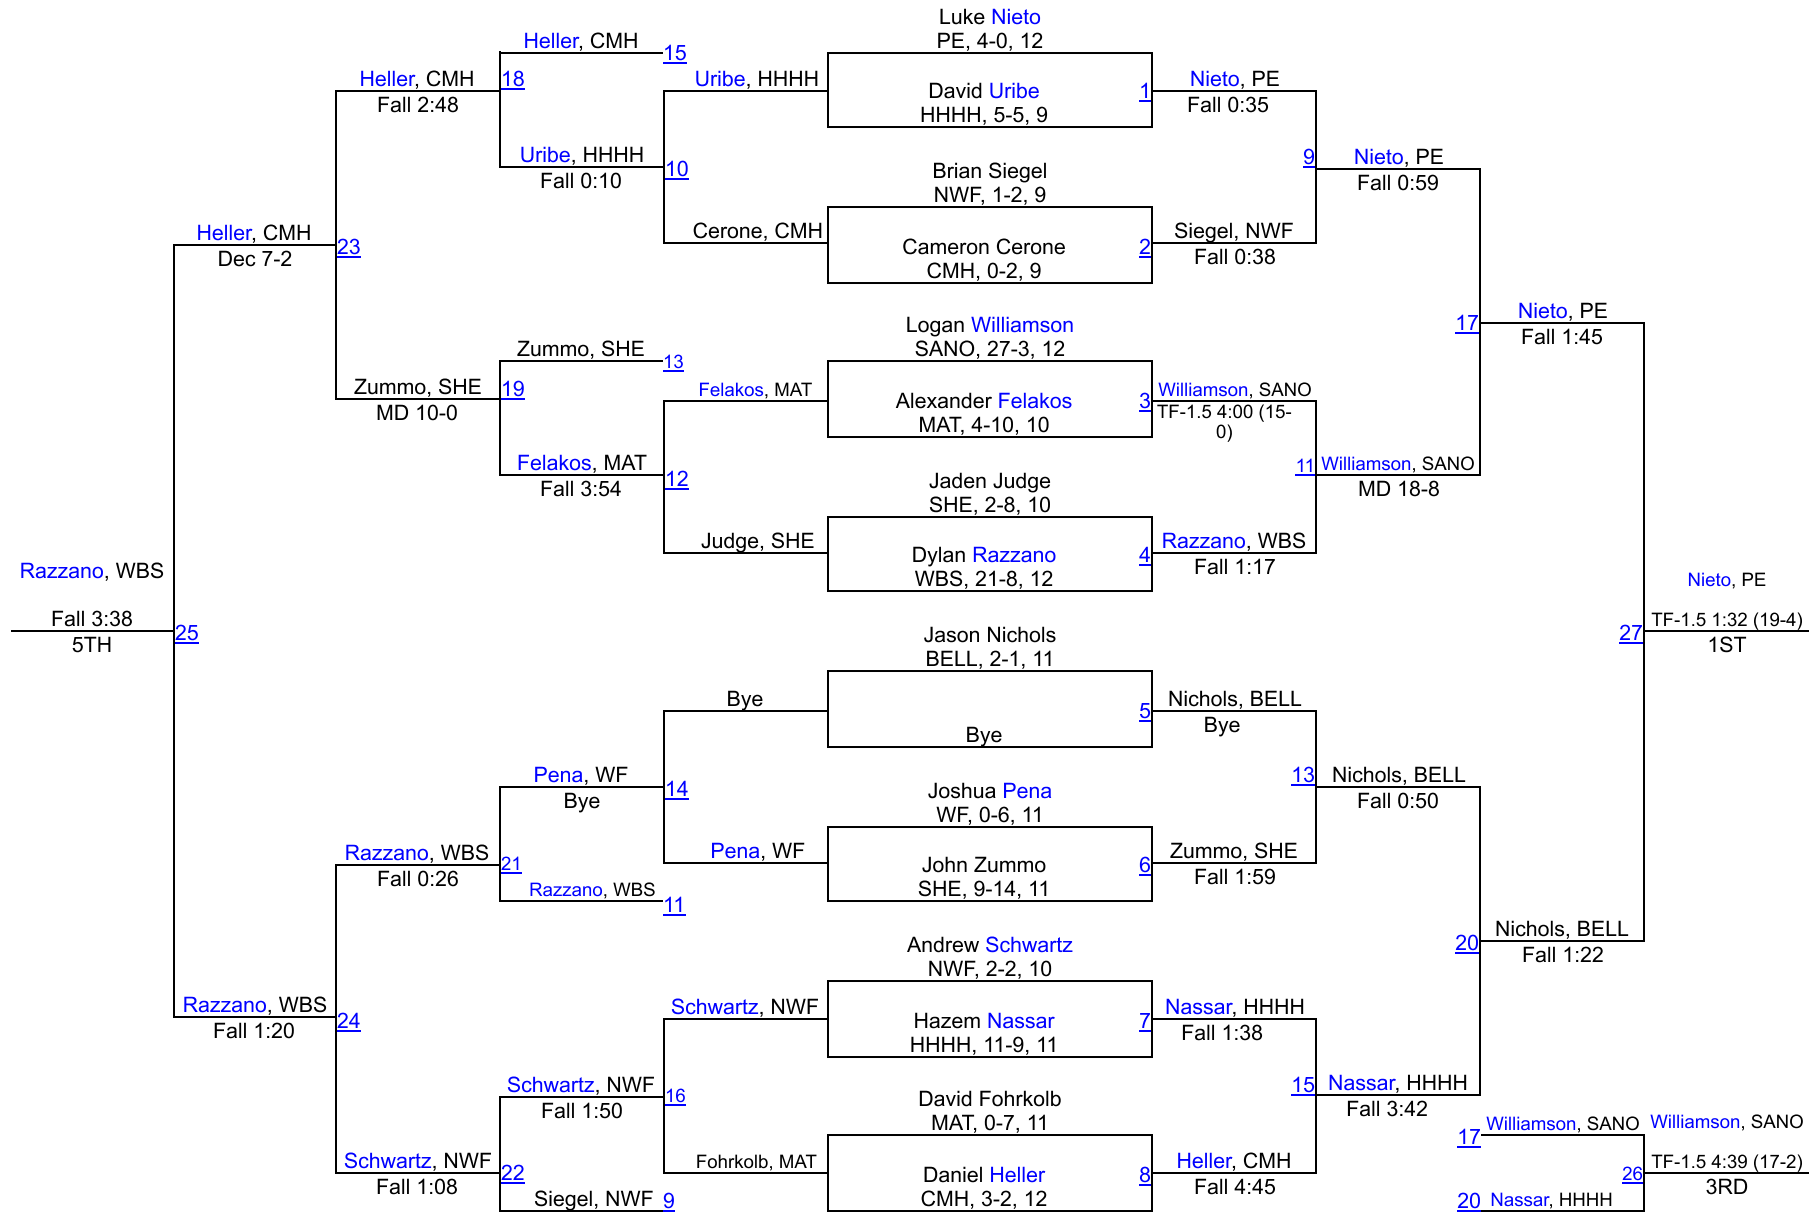 Luke Nieto
PE, 4-0, 12
Heller, CMH
15
Heller, CMH
18
Fall 2:48
Uribe, HHHH
David Uribe
HHHH, 5-5, 9
1
Nieto, PE
Fall 0:35
Uribe, HHHH
Fall 0:10
10
9
Nieto, PE
Fall 0:59
Brian Siegel
NWF, 1-2, 9
Cerone, CMH
Cameron Cerone
CMH, 0-2, 9
2
Siegel, NWF
Fall 0:38
Heller, CMH
Dec 7-2
23
Logan Williamson
SANO, 27-3, 12
17
Nieto, PE
Fall 1:45
Zummo, SHE
13
Zummo, SHE
MD 10-0
19
Felakos, MAT
Alexander Felakos
MAT, 4-10, 10
3
Williamson, SANO
TF-1.5 4:00 (15-
0)
Felakos, MAT
Fall 3:54
12
11
Williamson, SANO
MD 18-8
Jaden Judge
SHE, 2-8, 10
Judge, SHE
Dylan Razzano
WBS, 21-8, 12
4
Razzano, WBS
Fall 1:17
Razzano, WBS
Fall 3:38
5TH
25
Nieto, PE
27
TF-1.5 1:32 (19-4)
1ST
Jason Nichols
BELL, 2-1, 11
Bye
Bye
5
Nichols, BELL
Bye
Pena, WF
Bye
14
13
Nichols, BELL
Fall 0:50
Joshua Pena
WF, 0-6, 11
Razzano, WBS
Fall 0:26
21
Pena, WF
John Zummo
SHE, 9-14, 11
6
Zummo, SHE
Fall 1:59
Razzano, WBS
11
Andrew Schwartz
NWF, 2-2, 10
20
Nichols, BELL
Fall 1:22
Razzano, WBS
Fall 1:20
24
Schwartz, NWF
Hazem Nassar
HHHH, 11-9, 11
7
Nassar, HHHH
Fall 1:38
Schwartz, NWF
Fall 1:50
16
15
Nassar, HHHH
Fall 3:42
David Fohrkolb
MAT, 0-7, 11
Schwartz, NWF
Fall 1:08
22
Fohrkolb, MAT
Daniel Heller
CMH, 3-2, 12
8
Heller, CMH
Fall 4:45
Siegel, NWF
9
17
Williamson, SANO
Williamson, SANO
26
TF-1.5 4:39 (17-2)
3RD
20
Nassar, HHHH